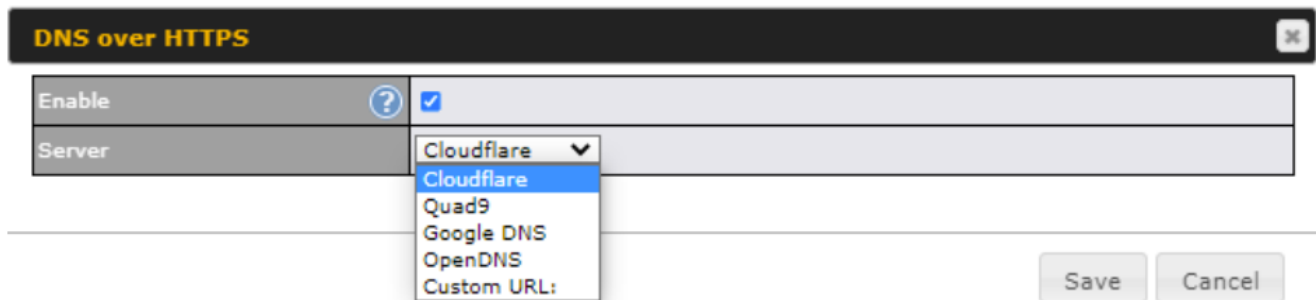 DNS over HTTPS
Enable
Server
Cloudflare
Cloudflare
Quad9
Google DNS
OpenDNS
Custom URL:
Save Cancel